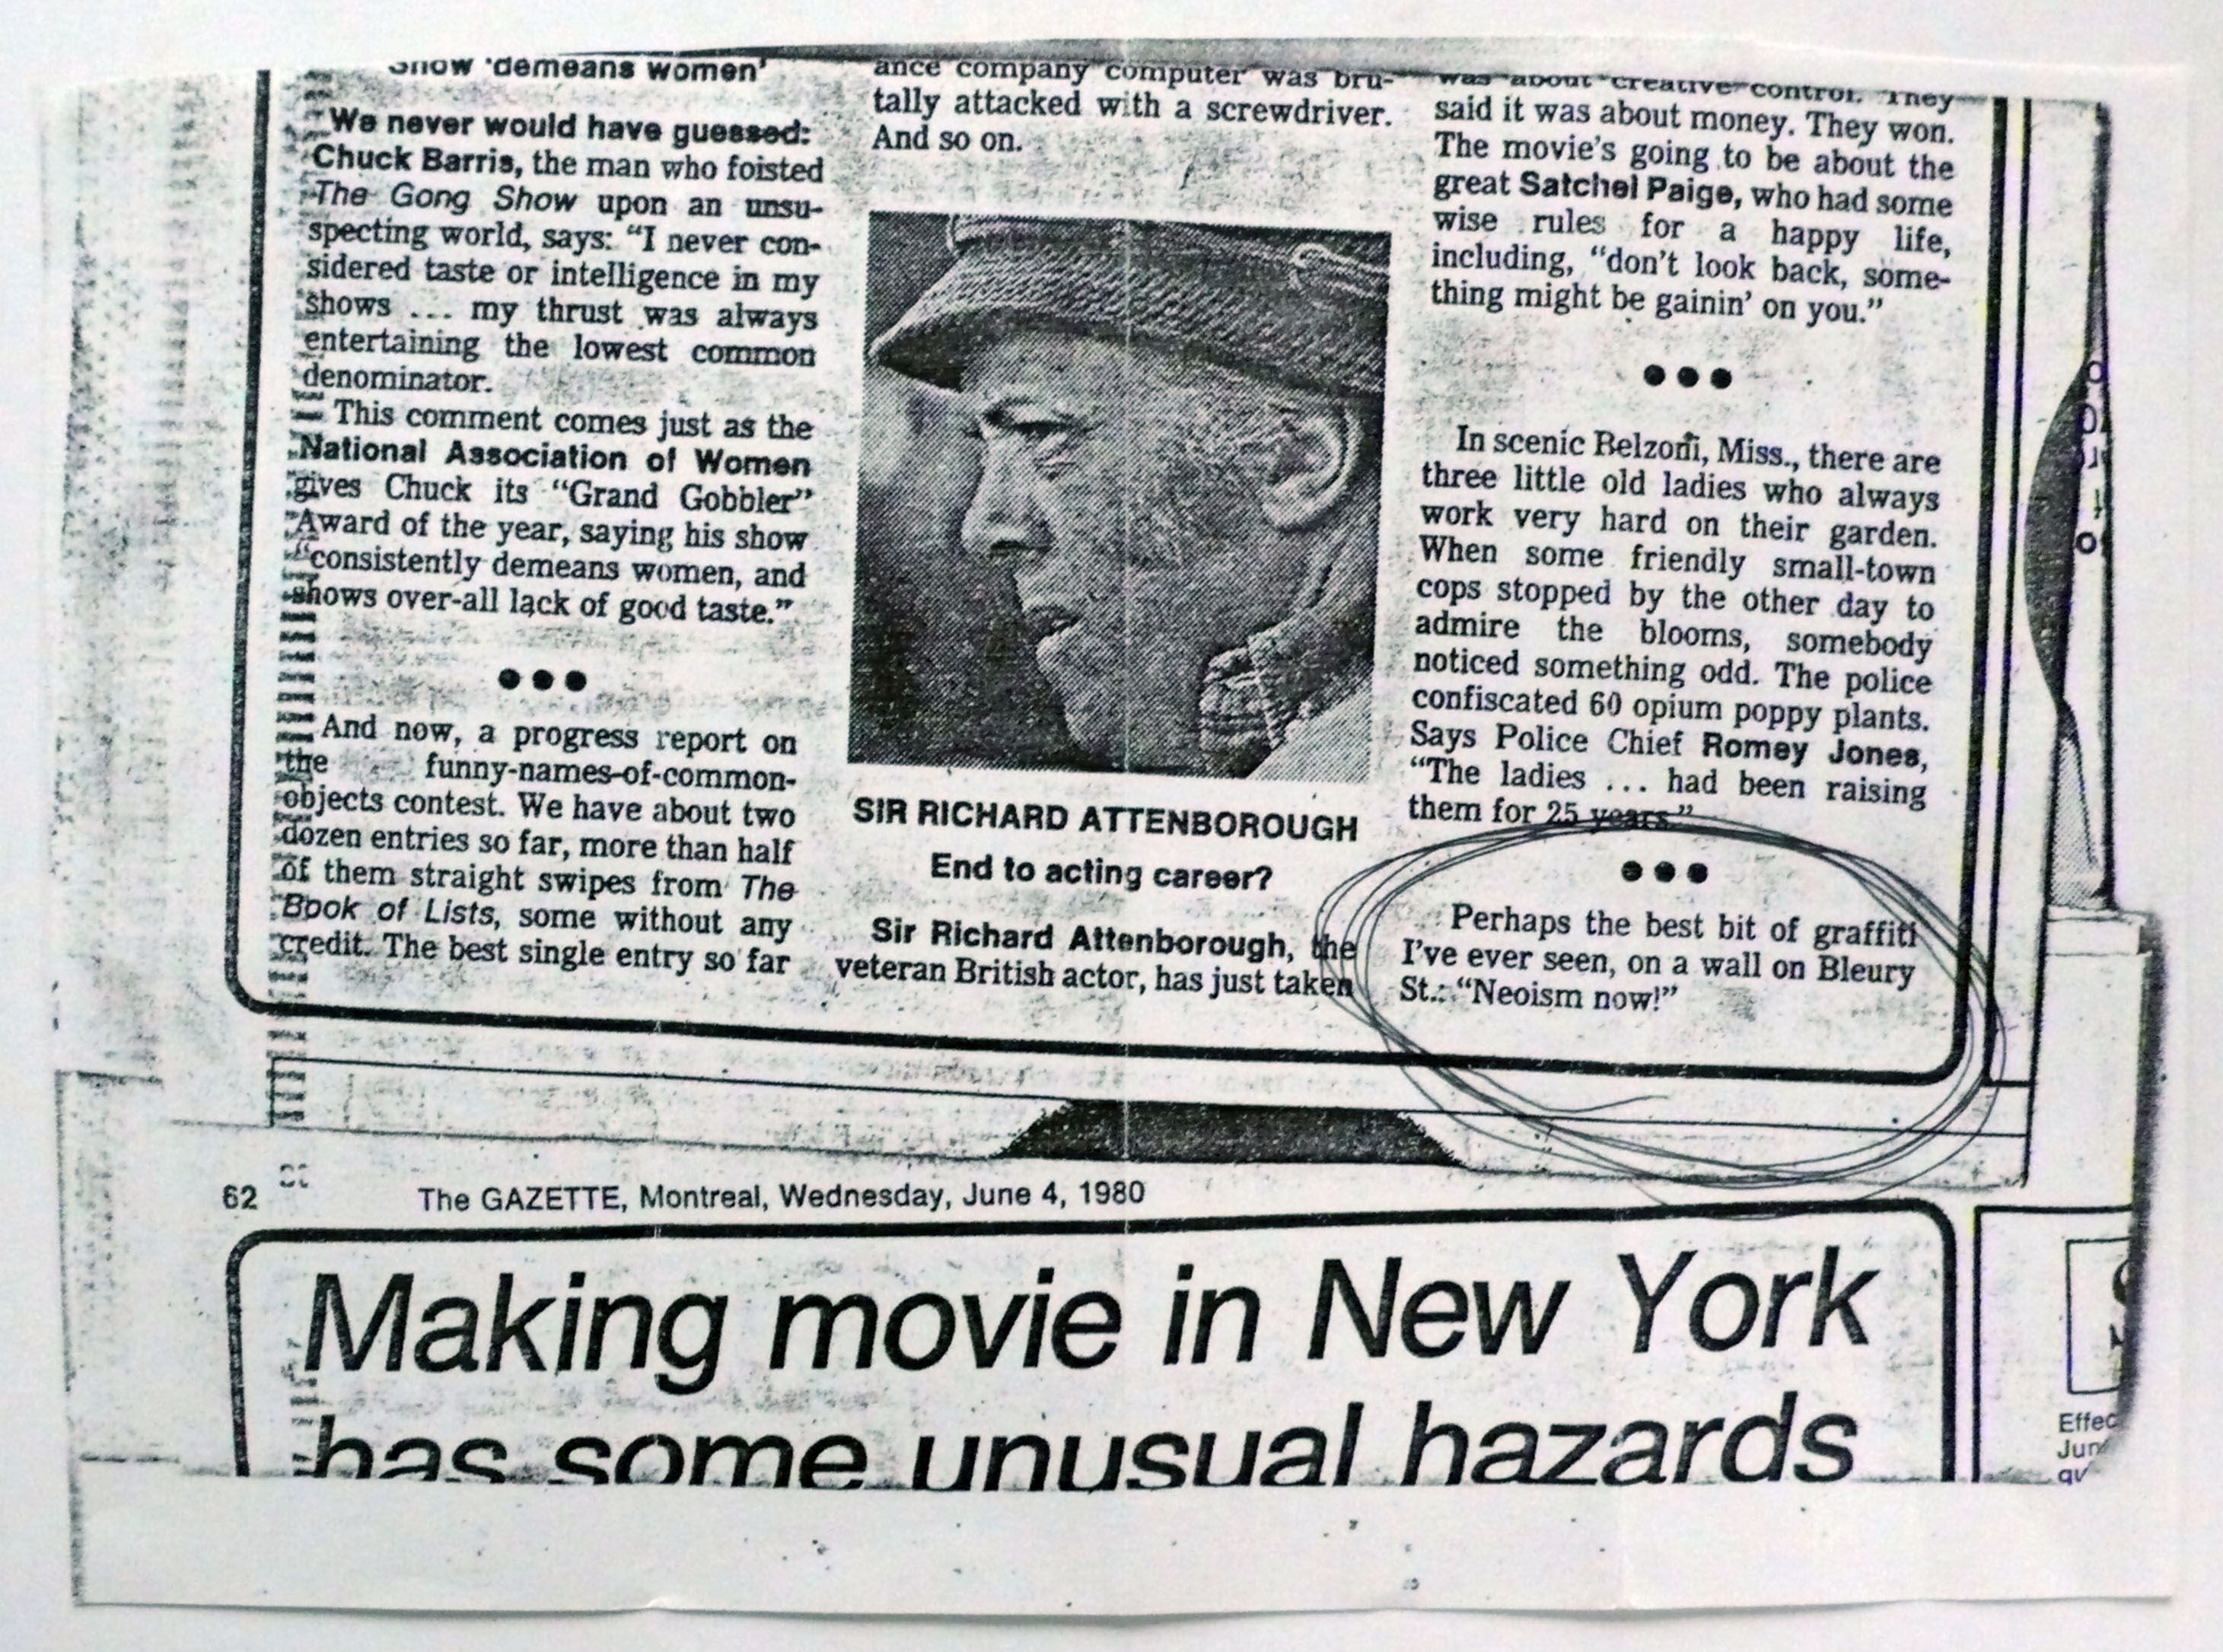 Show 'demeans women'
We never would have guessed:
Chuck Barris, the man who foisted
The Gong Show upon an unsu-
specting world, says: “I never con-
sidered taste or intelligence in my
shows ... my thrust was always
entertaining the lowest common
denominator.
This comment comes just as the
National Association of Women
gives Chuck its “Grand Gobbler”
Award of the year, saying his show
“consistently demeans women, and
shows over-all lack of good taste.”
●●●
And now, a progress report on
the funny-names-of-common-
objects contest. We have about two
dozen entries so far, more than half
of them straight swipes from The
Book of Lists, some without any
credit. The best single entry so far
ance company computer was bru-
tally attacked with a screwdriver.
And so on.
SIR RICHARD ATTENBOROUGH
End to acting career?
Sir Richard Attenborough, the
veteran British actor, has just taken
was about creative control. They
said it was about money. They won.
The movie's going to be about the
great Satchel Paige, who had some
wise rules for a happy life,
including, “don't look back, some-
thing might be gainin' on you.”
●●●
In scenic Belzoni, Miss., there are
three little old ladies who always
work very hard on their garden.
When some friendly small-town
cops stopped by the other day to
admire the blooms, somebody
noticed something odd. The police
confiscated 60 opium poppy plants.
Says Police Chief Romey Jones,
“The ladies ... had been raising
them for 25 years.”
●●●
Perhaps the best bit of graffiti
I've ever seen, on a wall on Bleury
St.: “Neoism now!”
62 The GAZETTE, Montreal, Wednesday, June 4, 1980
Making movie in New York
has some unusual hazards